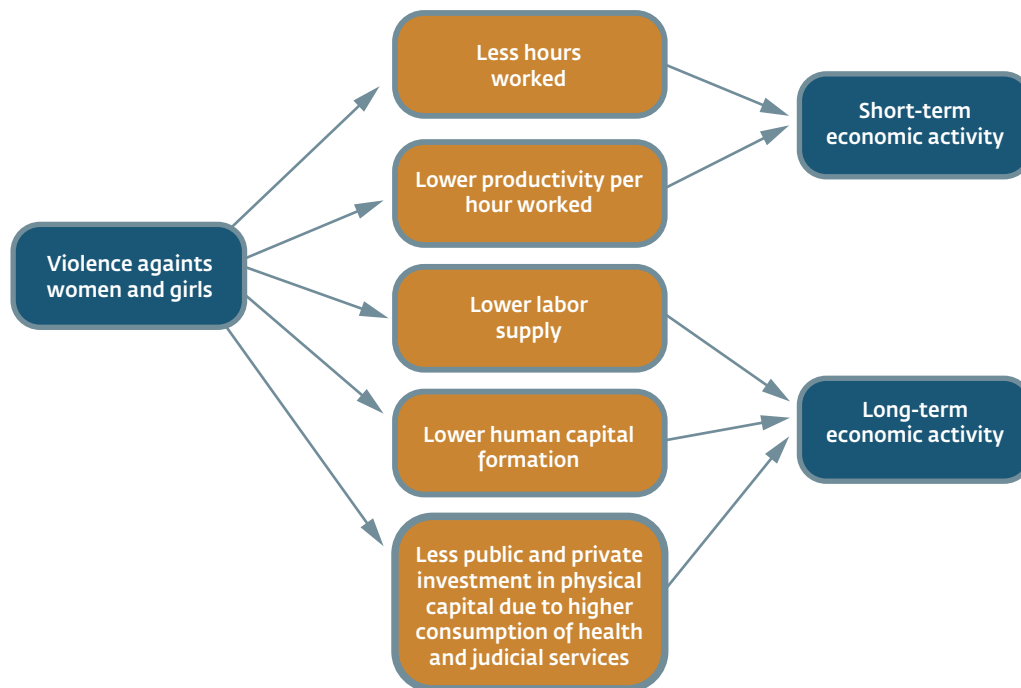 Less hours
worked
Short-term
economic activity
Lower productivity per
hour worked
Violence againts
women and girls
Lower labor
supply
Long-term
economic activity
Lower human capital
formation
Less public and private
investment in physical
capital due to higher
consumption of health
and judicial services